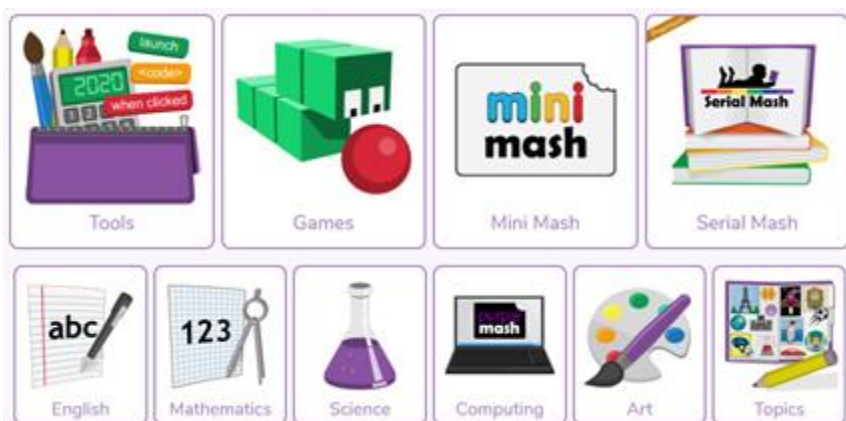 launch
<code>
2020
when clicked
Tools
Games
mini
mash
Mini Mash
Serial Mash
Serial Mash
abc
English
123
Mathematics
Science
purple
mash
Computing
Art
Topics